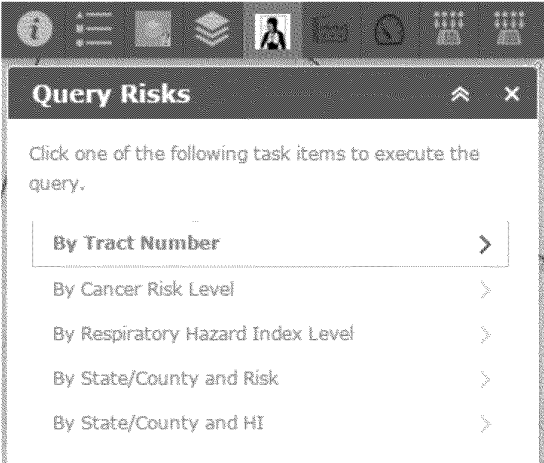 Query Risks
Click one of the following task items to execute the
query.
By Tract Number
By Cancer Risk Level
By Respiratory Hazard Index Level
By State/County and Risk
By State/County and HI